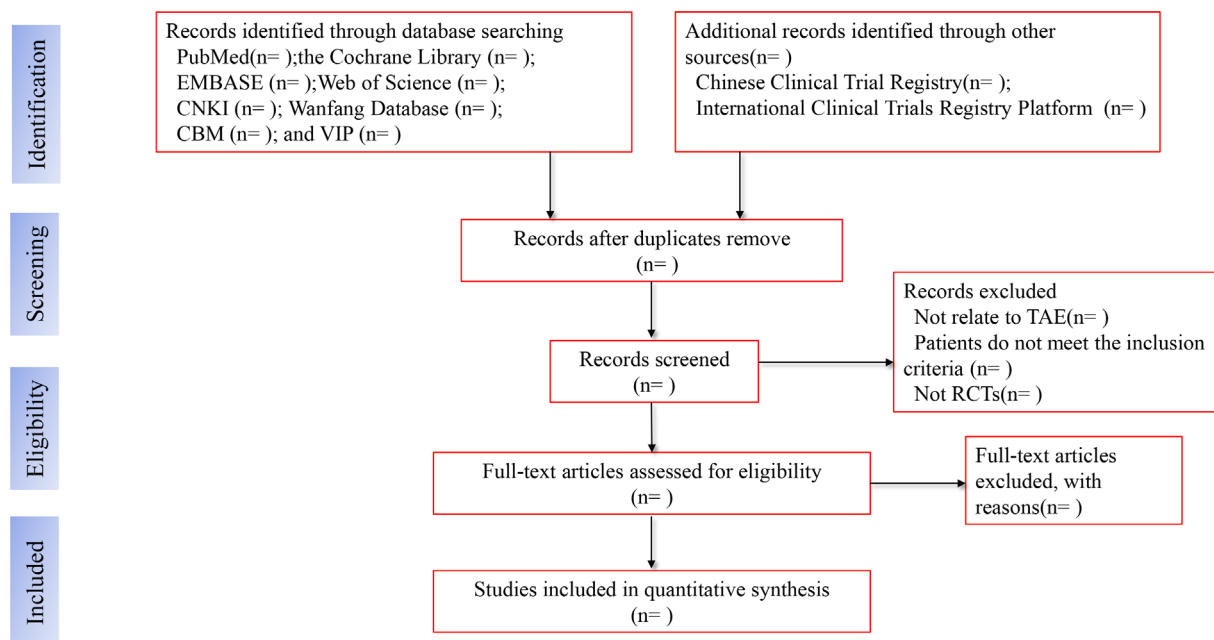 Identification
Records identified through database searching
PubMed(n= );the Cochrane Library (n= );
EMBASE (n= );Web of Science (n= );
CNKI (n= ); Wanfang Database (n= );
CBM (n= ); and VIP (n= )
Additional records identified through other
sources(n= )
Chinese Clinical Trial Registry(n= );
International Clinical Trials Registry Platform (n= )
Screening
Records after duplicates remove
(n= )
Records excluded
Not relate to TAE(n= )
Patients do not meet the inclusion
criteria (n= )
Not RCTs(n= )
Records screened
(n= )
Eligibility
Full-text articles assessed for eligibility
(n= )
Full-text articles
excluded, with
reasons(n= )
Included
Studies included in quantitative synthesis
(n= )